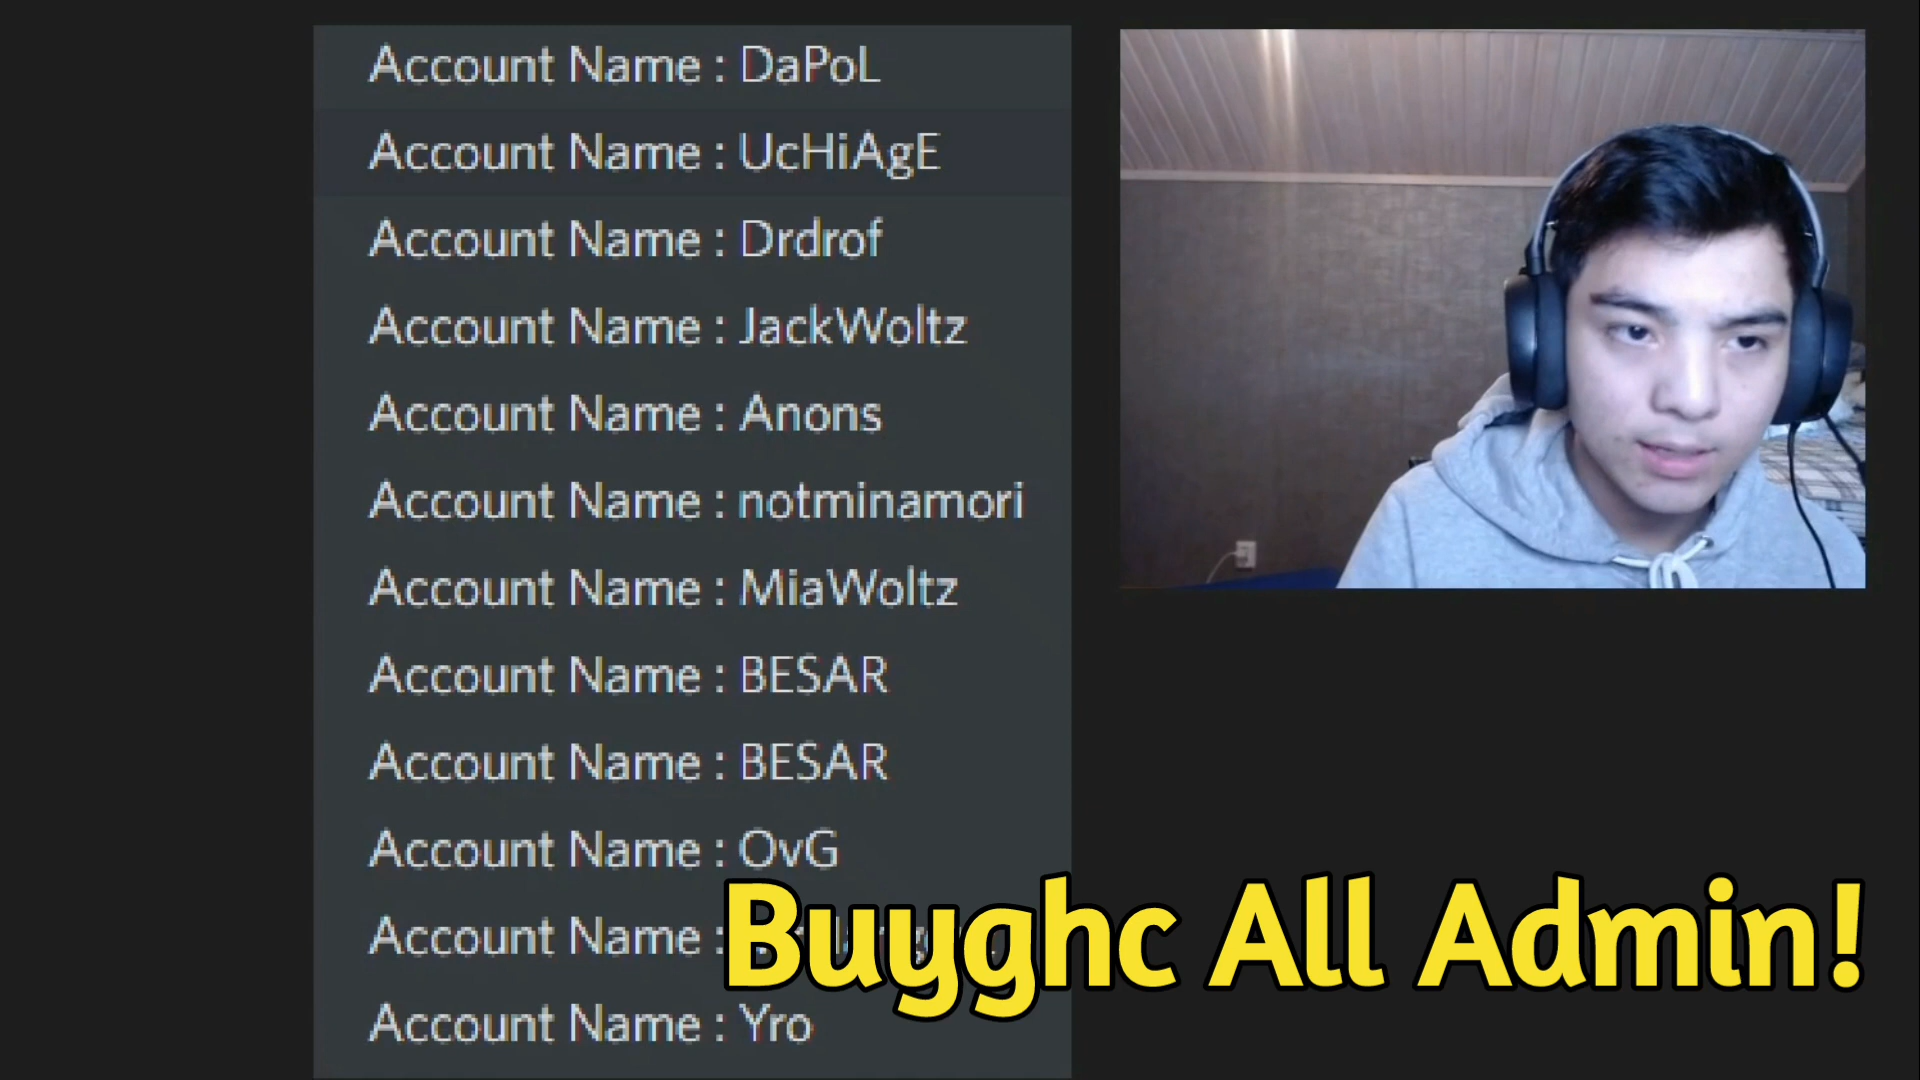 Account Name : DaPoL
Account Name : UcHiAgE
Account Name : Drdrof
Account Name : JackWoltz
Account Name : Anons
Account Name : notminamori
Account Name : MiaWoltz
Account Name : BESAR
Account Name : BESAR
Account Name : OvG
Account Name :
Account Name : Yro
Buyghc All Admin!